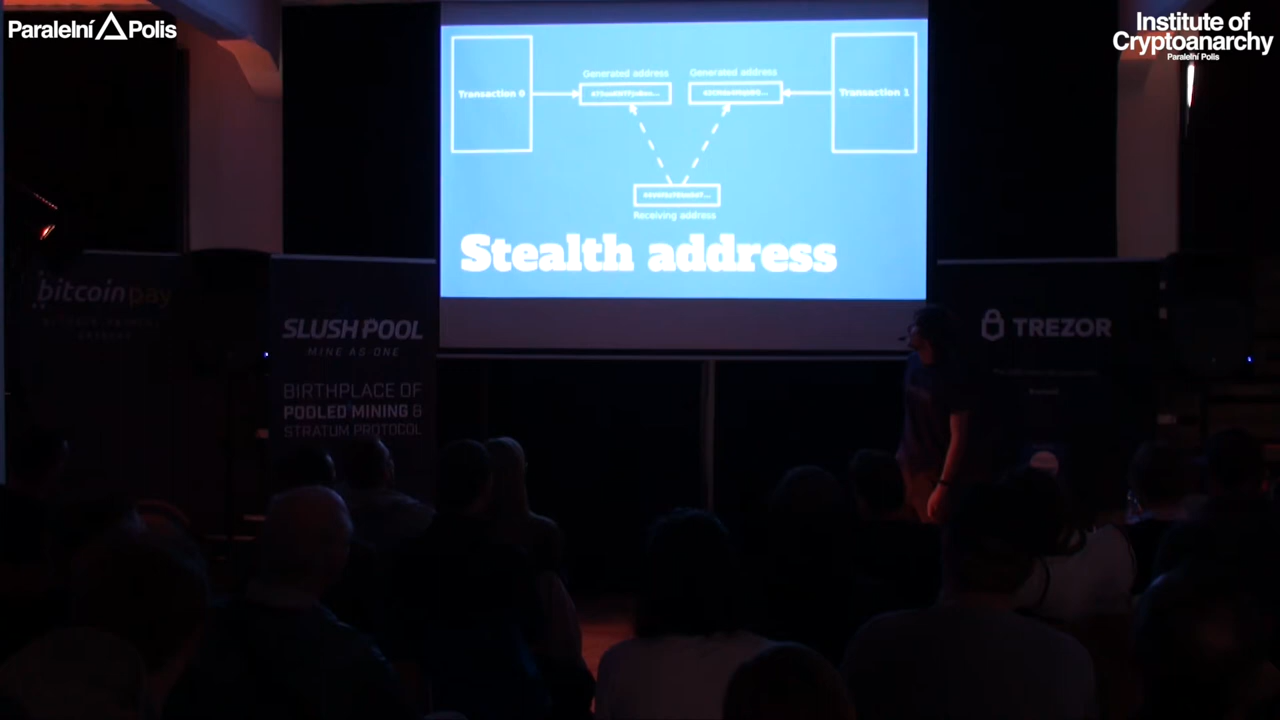 Paralelní Polis
Institute of
Cryptoanarchy
Paralelní Polis
Generated address
Generated address
Transaction 0
Transaction 1
Receiving address
Stealth address
bitcoinpay
SLUSH POOL
MINE AS ONE
BIRTHPLACE OF
POOLED MINING &
STRATUM PROTOCOL
TREZOR